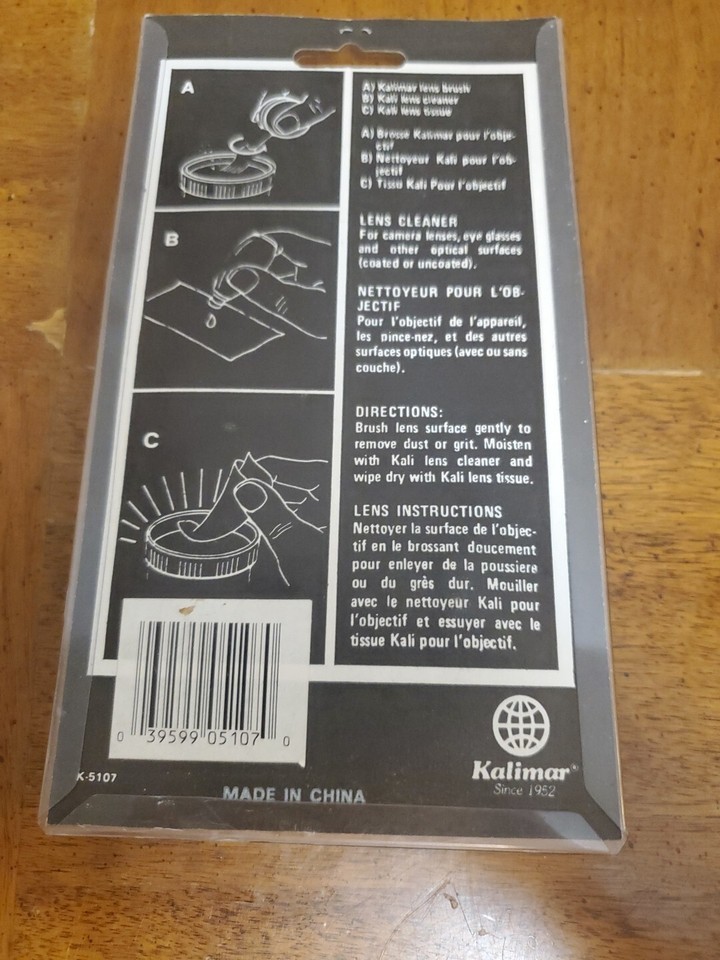 A
B
C
A) Kalimar lens brush
B) Kali lens cleaner
C) Kali lens tissue
A) Brosse Kalimar pour l'obje-
ctif
B) Nettoyeur Kali pour l'ob-
jectif
C) Tissu Kali Pour l'objectif
LENS CLEANER
For camera lenses, eye glasses
and other optical surfaces
(coated or uncoated).
NETTOYEUR POUR L'OB-
JECTIF
Pour l'objectif de l'appareil,
les pince-nez, et des autres
surfaces optiques (avec ou sans
couche).
DIRECTIONS:
Brush lens surface gently to
remove dust or grit. Moisten
with Kali lens cleaner and
wipe dry with Kali lens tissue.
LENS INSTRUCTIONS
Nettoyer la surface de l'objec-
tif en le brossant doucement
pour enleyer de la poussiere
ou du grès dur. Mouiller
avec le nettoyeur Kali pour
l'objectif et essuyer avec le
tissue Kali pour l'objectif.
0 39599 05107 0
K-5107
MADE IN CHINA
Kalimar®
Since 1952